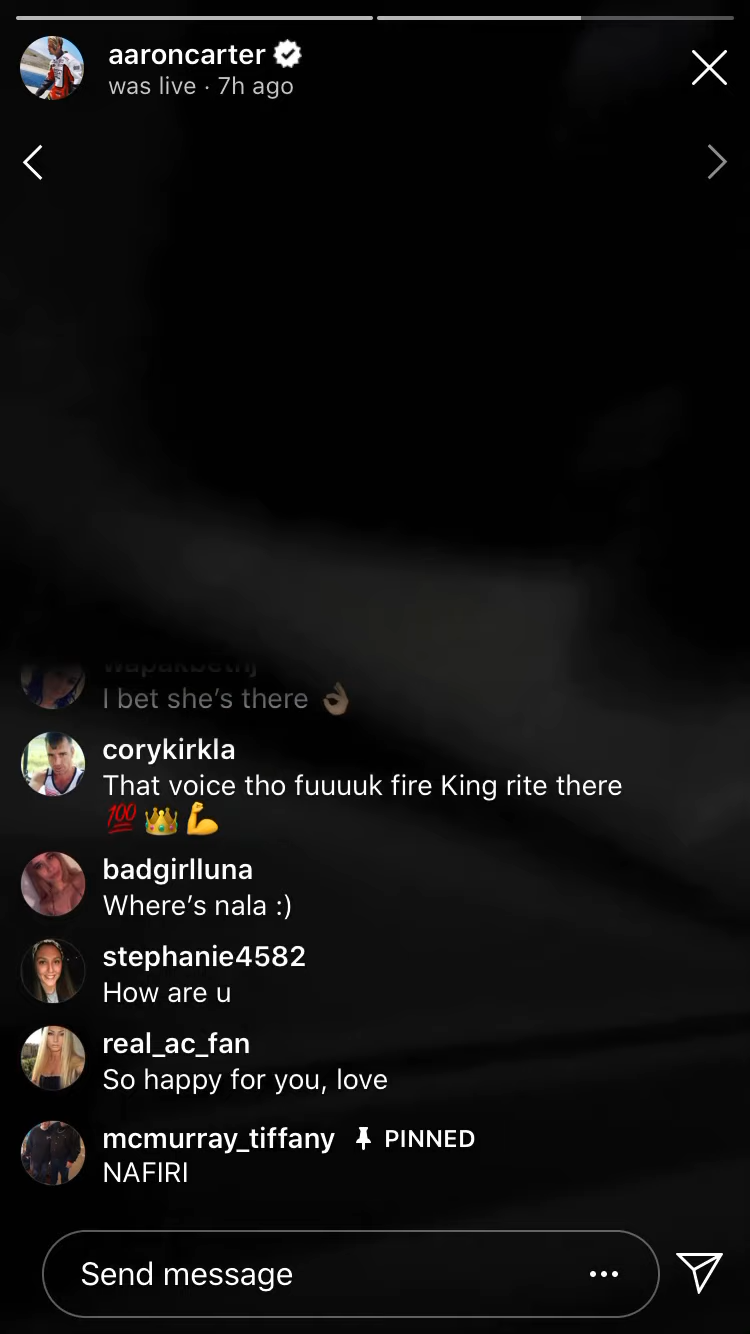 aaroncarter
was live · 7h ago
I bet she's there 👌🏽
corykirkla
That voice tho fuuuuk fire King rite there
💯👑💪
badgirlluna
Where's nala :)
stephanie4582
How are u
real_ac_fan
So happy for you, love
mcmurray_tiffany PINNED
NAFIRI
Send message